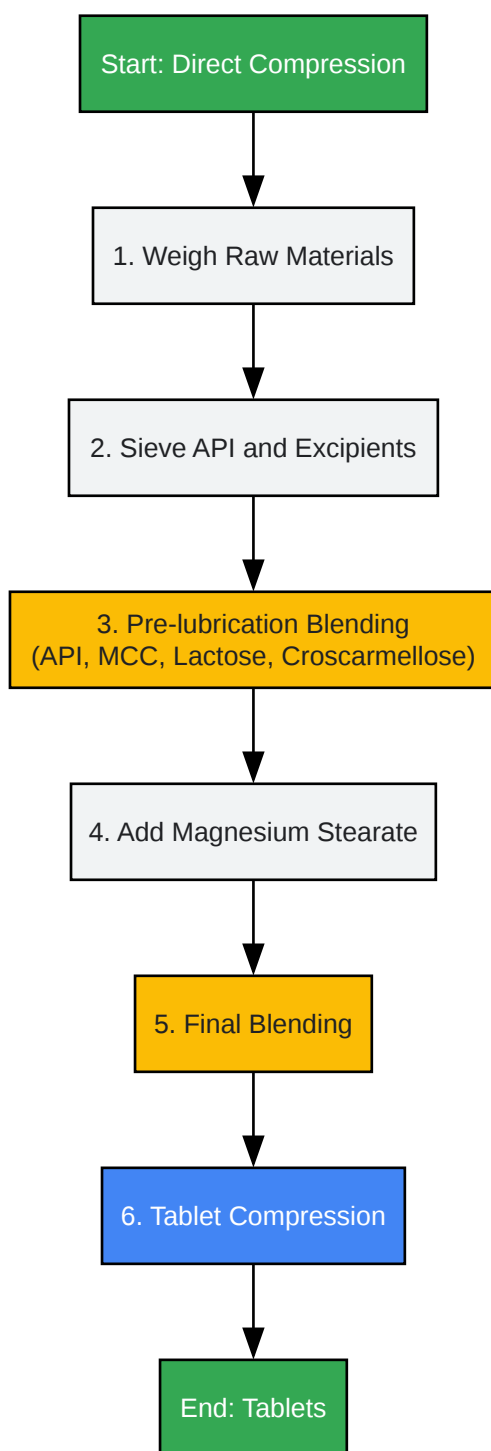 Start: Direct Compression
1. Weigh Raw Materials
2. Sieve API and Excipients
3. Pre-lubrication Blending
(API, MCC, Lactose, Croscarmellose)
4. Add Magnesium Stearate
5. Final Blending
6. Tablet Compression
End: Tablets